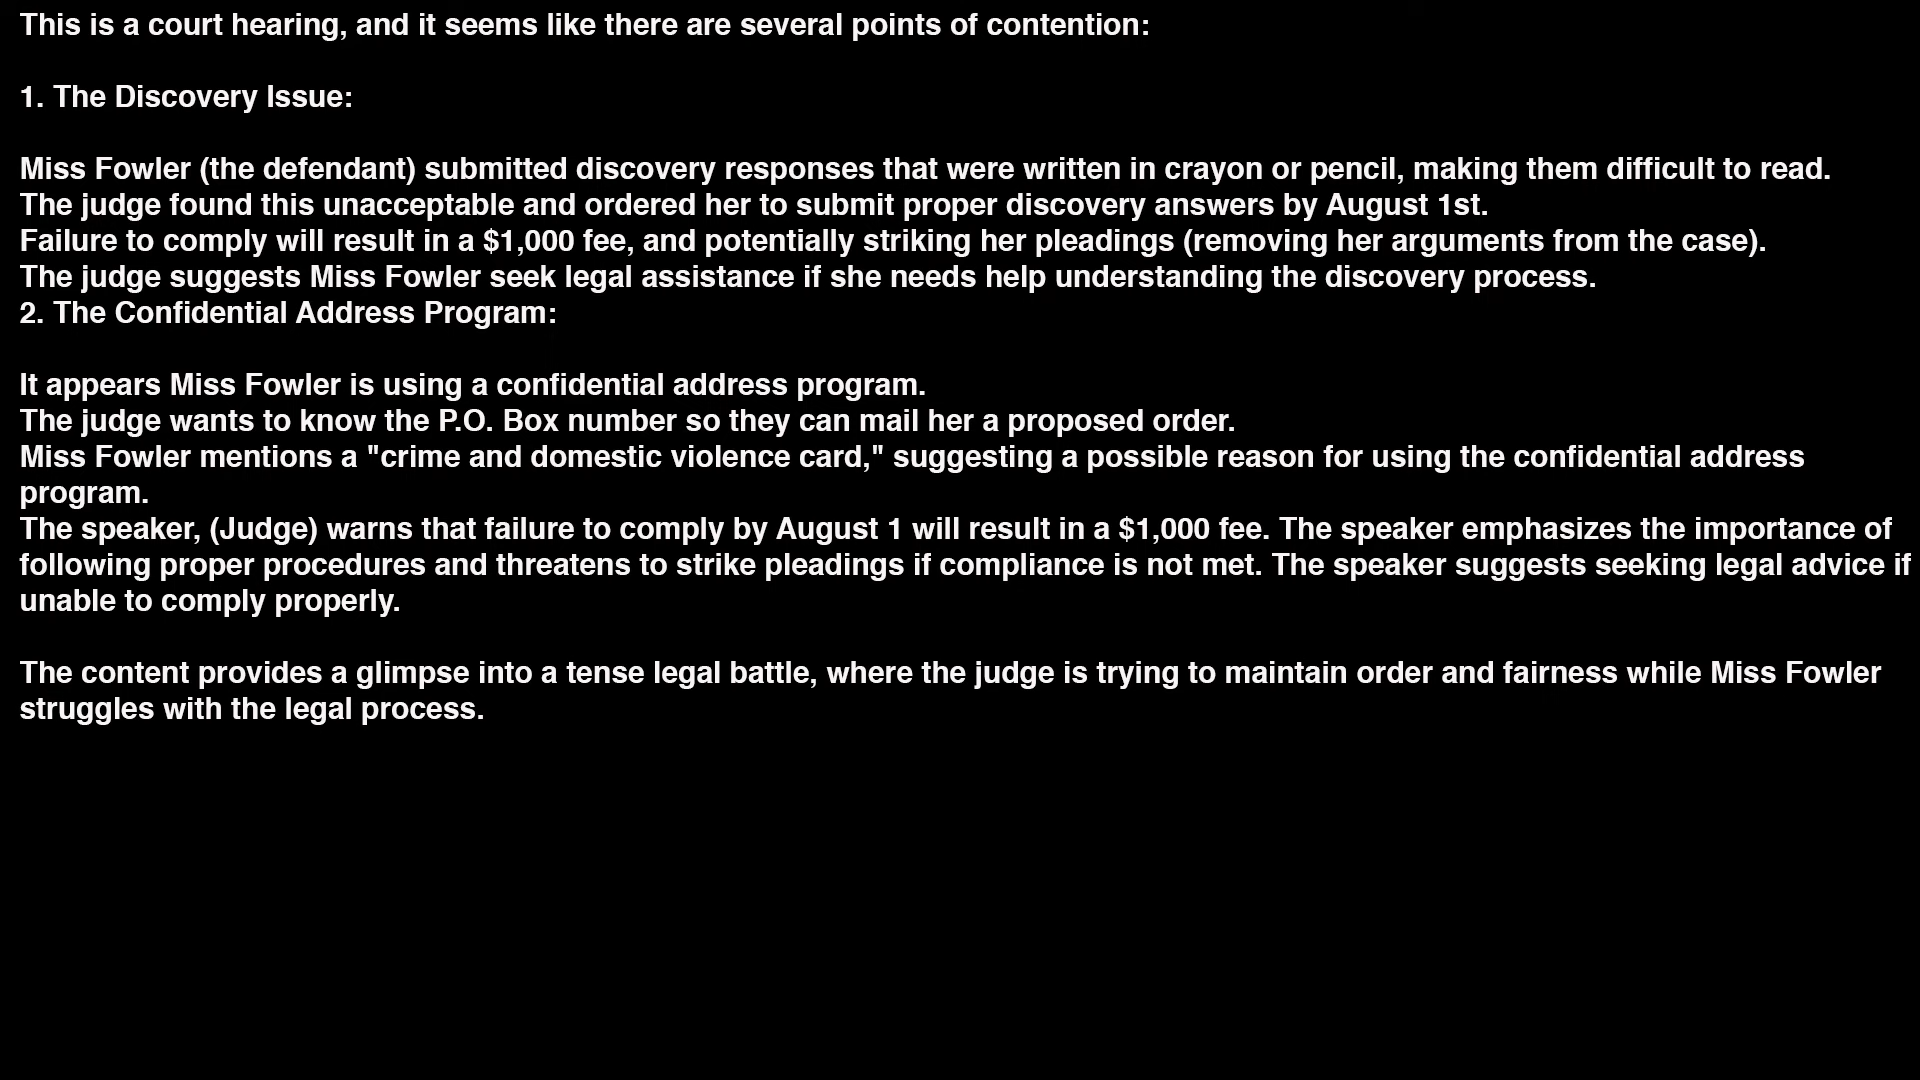 This is a court hearing, and it seems like there are several points of contention:
1. The Discovery Issue:
Miss Fowler (the defendant) submitted discovery responses that were written in crayon or pencil, making them difficult to read.
The judge found this unacceptable and ordered her to submit proper discovery answers by August 1st.
Failure to comply will result in a $1,000 fee, and potentially striking her pleadings (removing her arguments from the case).
The judge suggests Miss Fowler seek legal assistance if she needs help understanding the discovery process.
2. The Confidential Address Program:
It appears Miss Fowler is using a confidential address program.
The judge wants to know the P.O. Box number so they can mail her a proposed order.
Miss Fowler mentions a "crime and domestic violence card," suggesting a possible reason for using the confidential address
program.
The speaker, (Judge) warns that failure to comply by August 1 will result in a $1,000 fee. The speaker emphasizes the importance of
following proper procedures and threatens to strike pleadings if compliance is not met. The speaker suggests seeking legal advice if
unable to comply properly.
The content provides a glimpse into a tense legal battle, where the judge is trying to maintain order and fairness while Miss Fowler
struggles with the legal process.